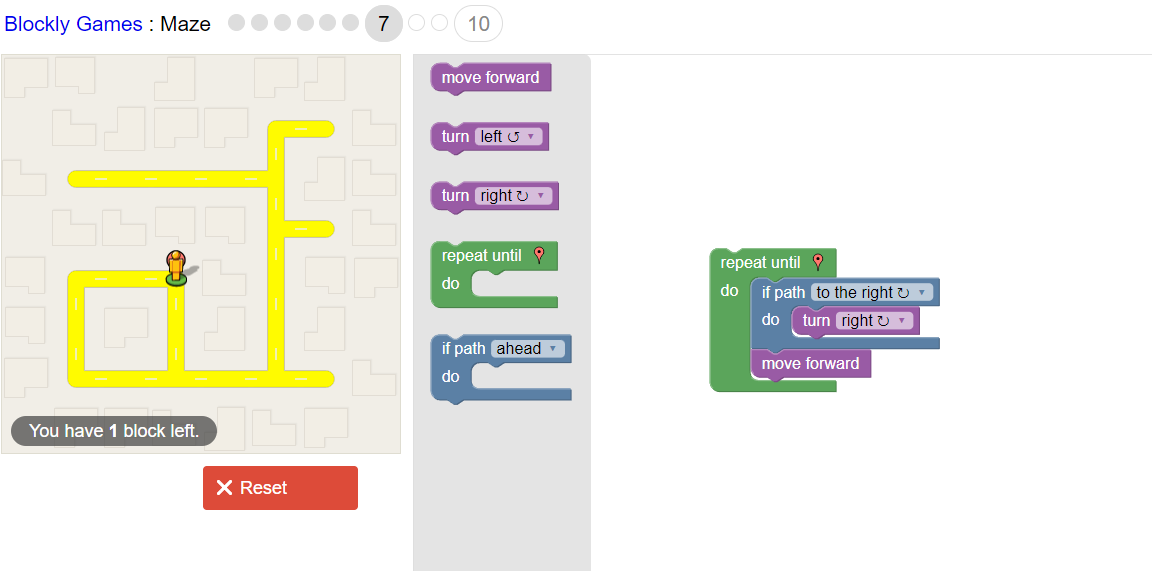 Blockly Games : Maze 7 10
move forward
turn left ↺ ▾
turn right ↻ ▾
repeat until
do
if path ahead ▾
do
repeat until
do if path to the right ↻ ▾
do turn right ↻ ▾
move forward
You have 1 block left.
Reset